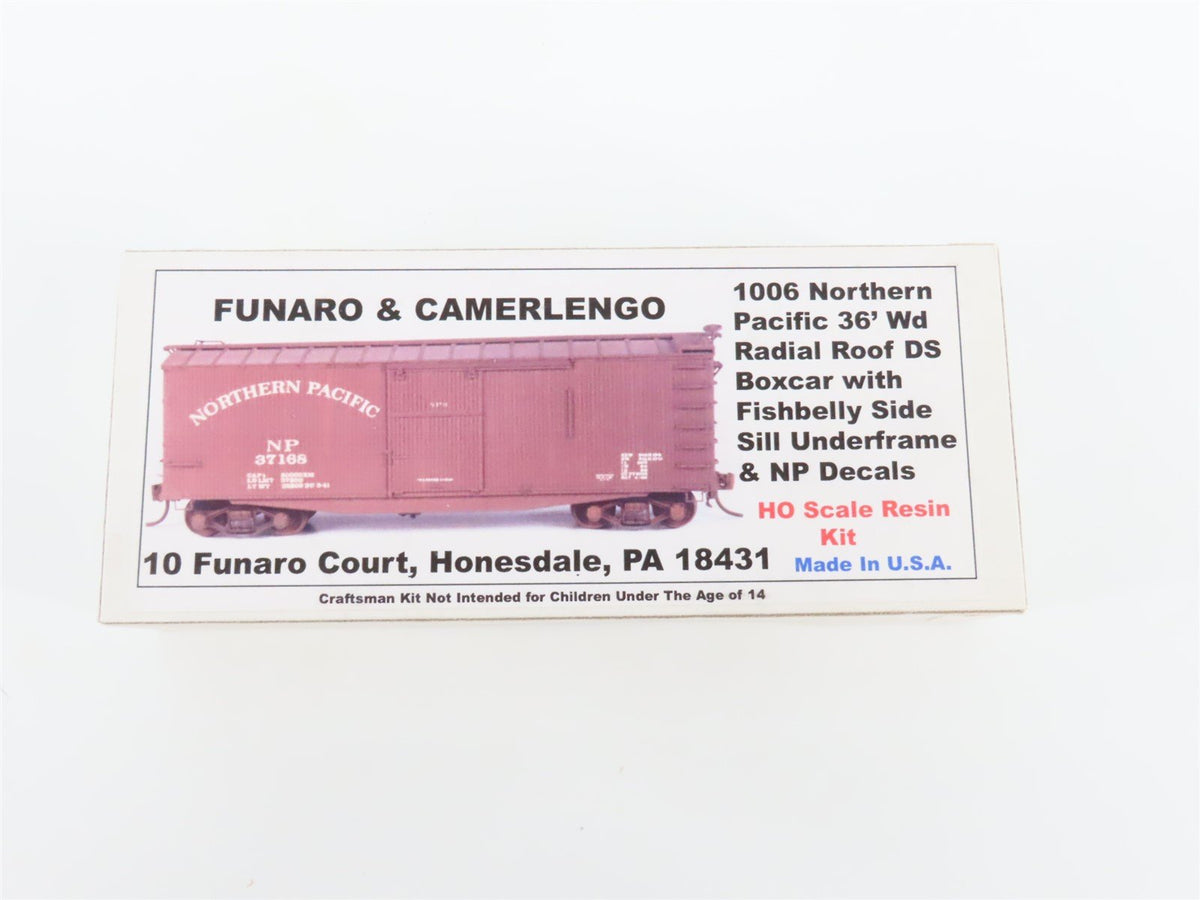 FUNARO & CAMERLENGO
1006 Northern
Pacific 36' Wd
Radial Roof DS
Boxcar with
Fishbelly Side
Sill Underframe
& NP Decals
HO Scale Resin
Kit
Made In U.S.A.
NORTHERN PACIFIC
NP
37168
10 Funaro Court, Honesdale, PA 18431
Craftsman Kit Not Intended for Children Under The Age of 14